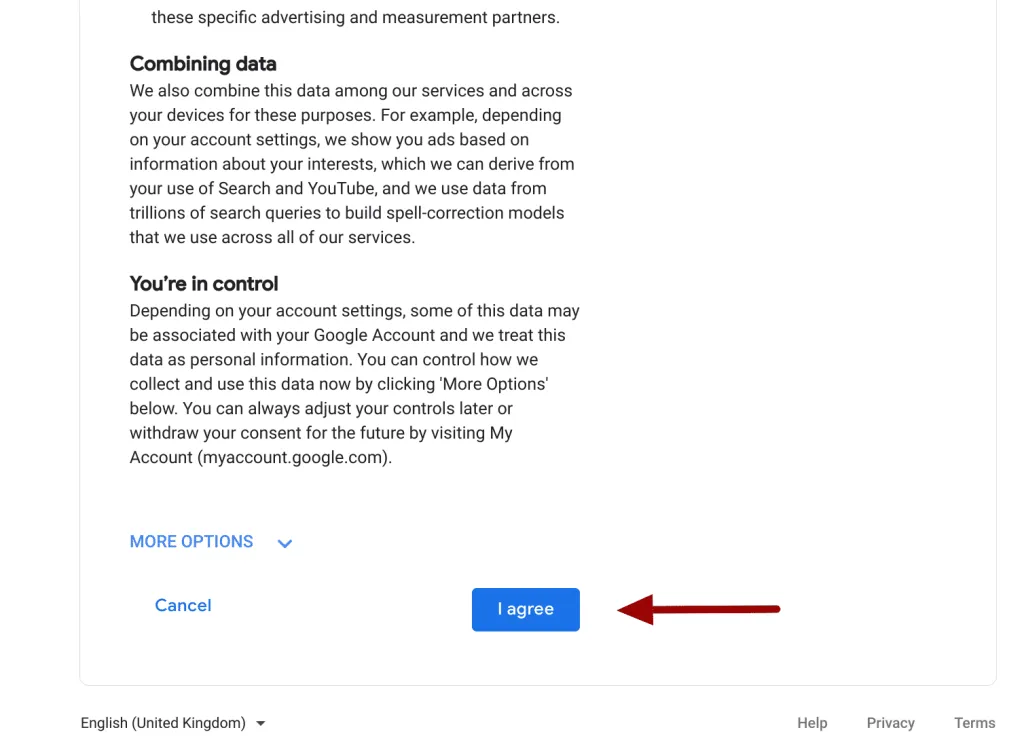 these specific advertising and measurement partners.
Combining data
We also combine this data among our services and across
your devices for these purposes. For example, depending
on your account settings, we show you ads based on
information about your interests, which we can derive from
your use of Search and YouTube, and we use data from
trillions of search queries to build spell-correction models
that we use across all of our services.
You’re in control
Depending on your account settings, some of this data may
be associated with your Google Account and we treat this
data as personal information. You can control how we
collect and use this data now by clicking 'More Options'
below. You can always adjust your controls later or
withdraw your consent for the future by visiting My
Account (myaccount.google.com).
MORE OPTIONS
Cancel
I agree
English (United Kingdom)
Help
Privacy
Terms